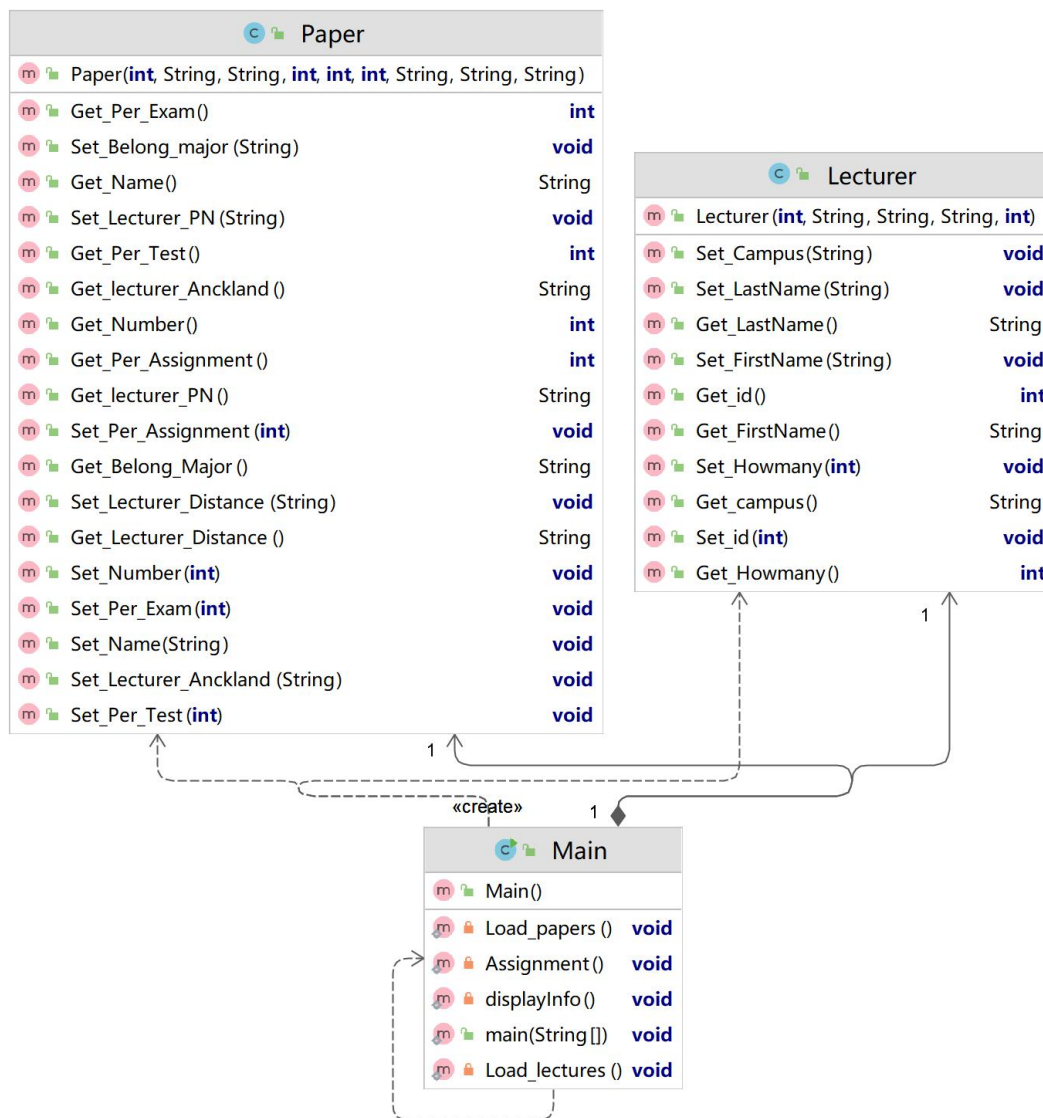 Paper
Paper(int, String, String, int, int, int, String, String, String)
Get_Per_Exam() int
Set_Belong_major (String) void
Get_Name() String
Set_Lecturer_PN (String) void
Get_Per_Test() int
Get_lecturer_Anckland () String
Get_Number() int
Get_Per_Assignment () int
Get_lecturer_PN() String
Set_Per_Assignment (int) void
Get_Belong_Major () String
Set_Lecturer_Distance (String) void
Get_Lecturer_Distance () String
Set_Number(int) void
Set_Per_Exam (int) void
Set_Name(String) void
Set_Lecturer_Anckland (String) void
Set_Per_Test (int) void
Lecturer
Lecturer (int, String, String, String, int)
Set_Campus(String) void
Set_LastName (String) void
Get_LastName () String
Set_FirstName (String) void
Get_id() int
Get_FirstName () String
Set_Howmany(int) void
Get_campus() String
Set_id (int) void
Get_Howmany() int
1
1
«create»
1
Main
Main()
Load_papers () void
Assignment () void
displayInfo () void
main(String []) void
Load_lectures () void